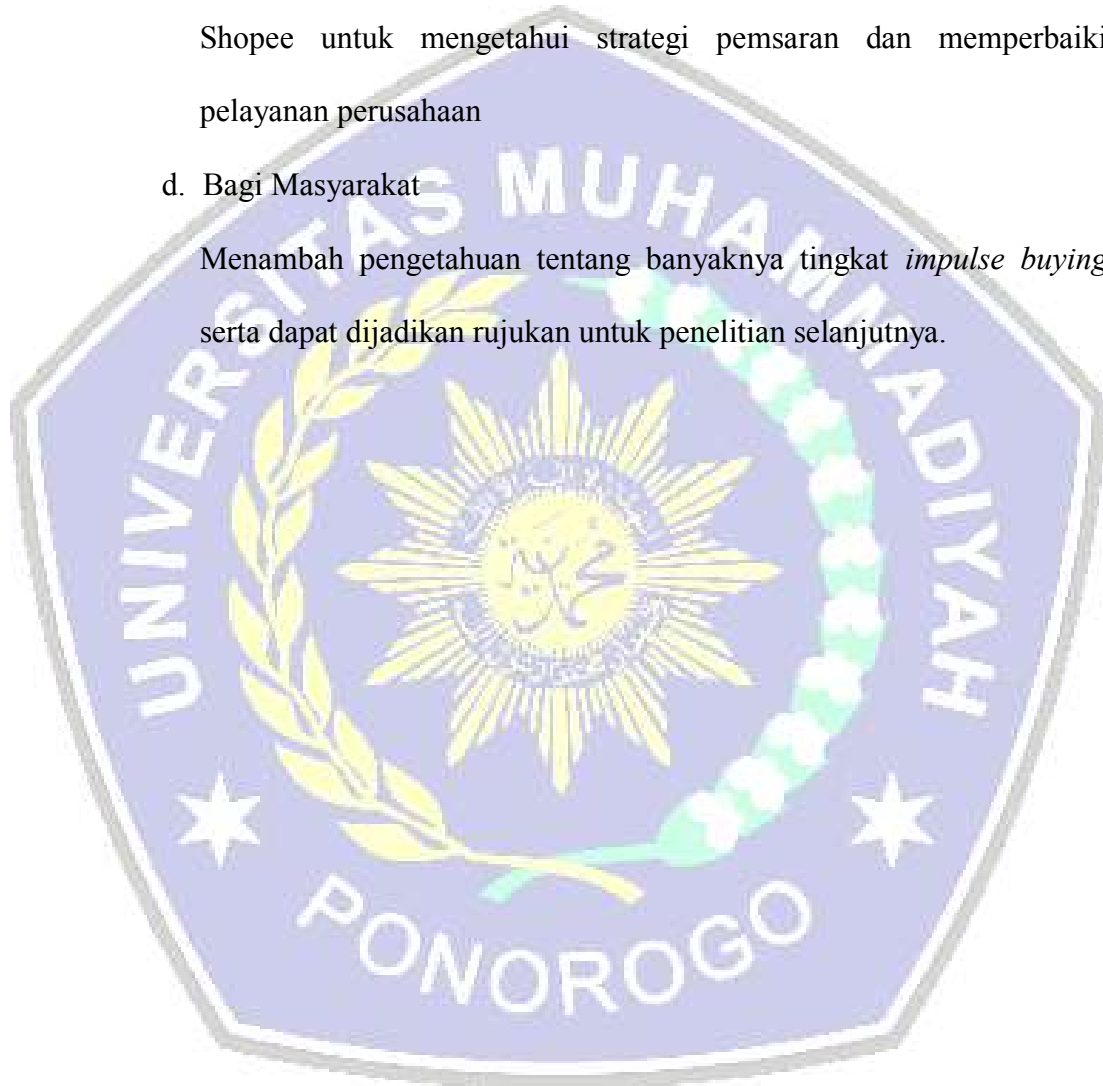 Shopee untuk mengetahui strategi pemsaran dan memperbaiki
pelayanan perusahaan
d. Bagi Masyarakat
Menambah pengetahuan tentang banyaknya tingkat impulse buying
serta dapat dijadikan rujukan untuk penelitian selanjutnya.
UNIVERSITAS MUHAMMADIYAH
PONOROGO